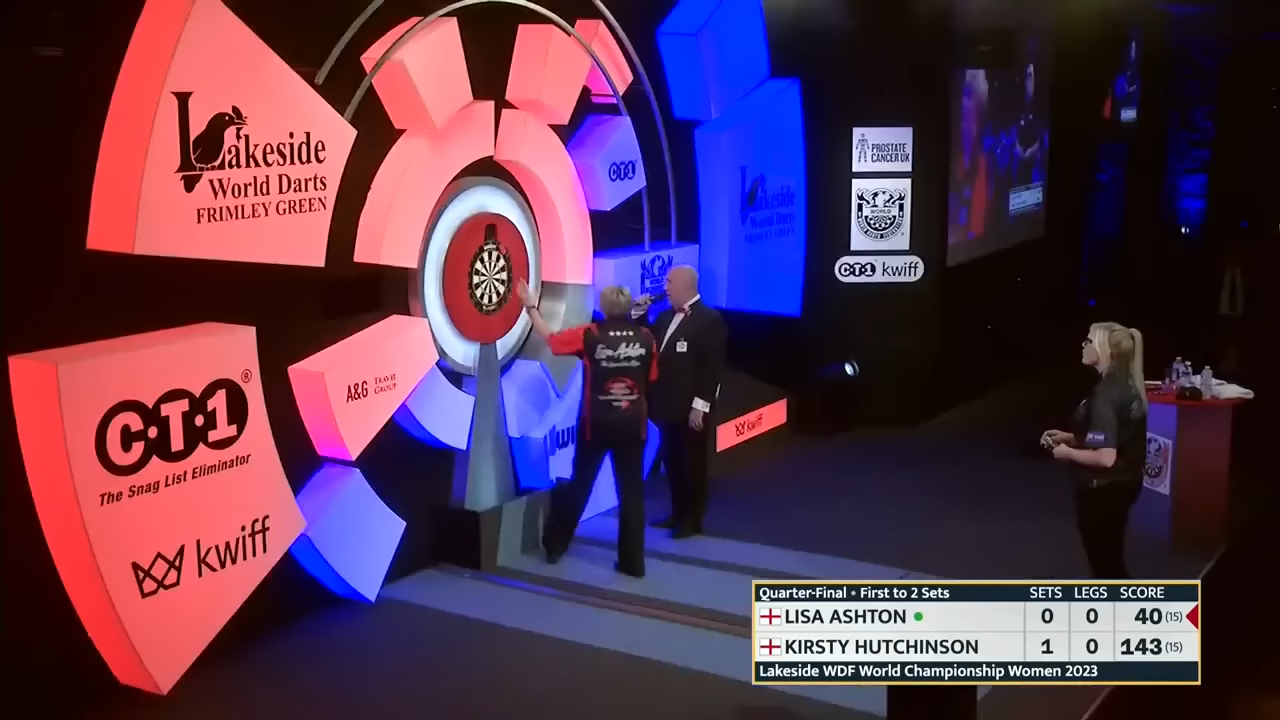 Lakeside
World Darts
FRIMLEY GREEN
C·T·1®
The Snag List Eliminator
kwiff
A&G TRAVEL GROUP
CT1
Lakeside
World Darts
FRIMLEY GREEN
PROSTATE
CANCER UK
WORLD
CT1 kwiff
kwiff
Quarter-Final • First to 2 Sets SETS LEGS SCORE
LISA ASHTON 0 0 40 (15)
KIRSTY HUTCHINSON 1 0 143 (15)
Lakeside WDF World Championship Women 2023